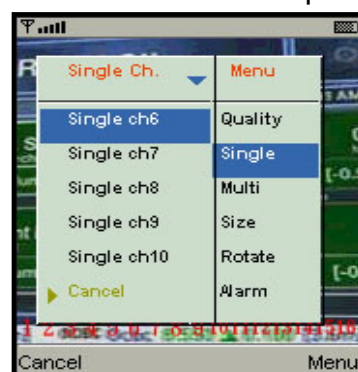 Single Ch. Menu
Single ch6 Quality
Single ch7 Single
Single ch8 Multi
Single ch9 Size
Single ch10 Rotate
Cancel Alarm
Cancel Menu